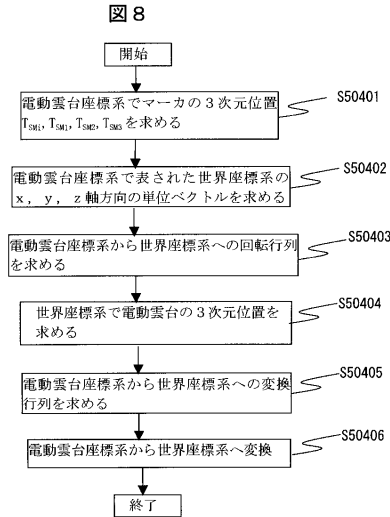 図8
開始
電動雲台座標系でマーカの3次元位置
T_SMi, T_SM1, T_SM2, T_SM3を求める
S50401
電動雲台座標系で表された世界座標系の
x, y, z軸方向の単位ベクトルを求める
S50402
電動雲台座標系から世界座標系への回転行列
を求める
S50403
世界座標系で電動雲台の3次元位置を
求める
S50404
電動雲台座標系から世界座標系への変換
行列を求める
S50405
電動雲台座標系から世界座標系へ変換
S50406
終了